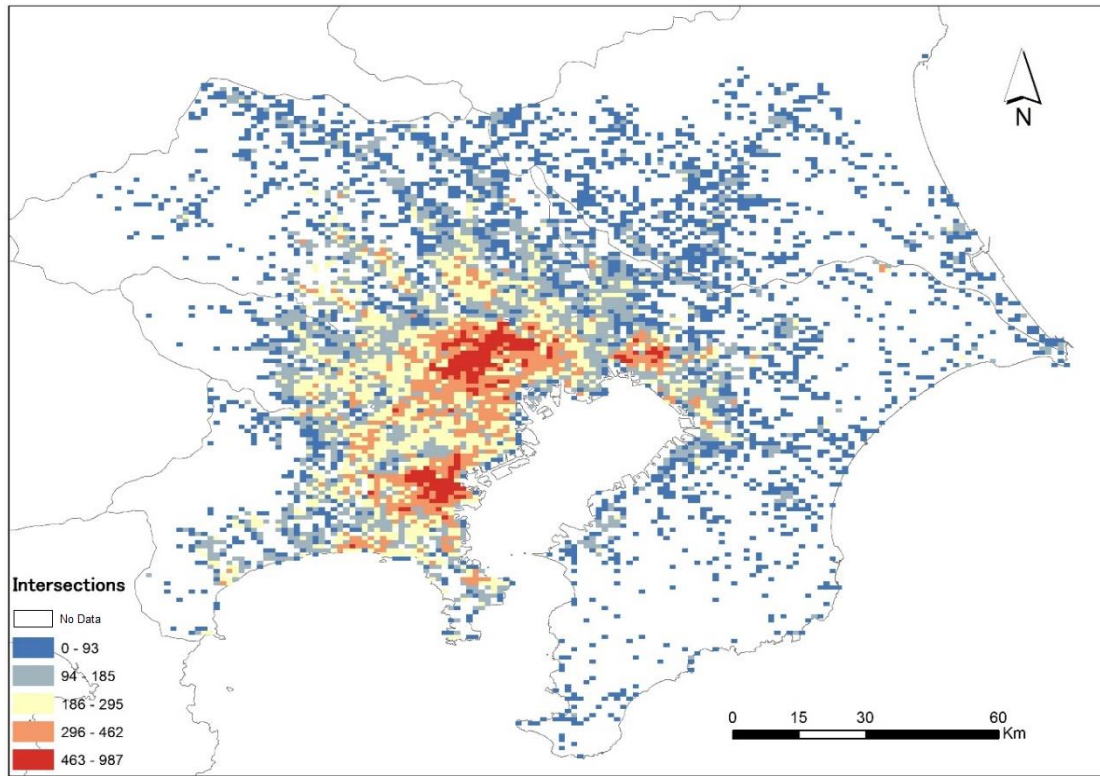 N
Intersections
No Data
0 - 93
94 - 185
186 - 295
296 - 462
463 - 987
0 15 30 60
Km